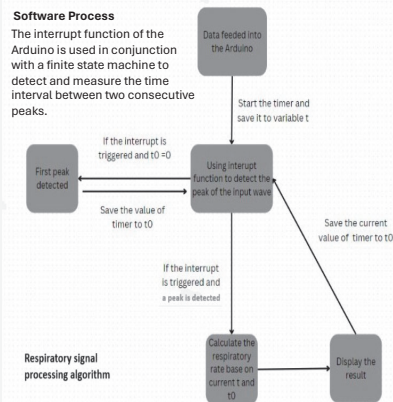 Software Process
The interrupt function of the
Arduino is used in conjunction
with a finite state machine to
detect and measure the time
interval between two consecutive
peaks.
Data feeded into
the Arduino
Start the timer and
save it to variable t
If the interrupt is
triggered and t0 =0
First peak
detected
Using interupt
function to detect the
peak of the input wave
Save the value of
timer to t0
Save the current
value of timer to t0
If the interrupt
is triggered and
a peak is detected
Calculate the
respiratory
rate base on
current t and
t0
Display the
result
Respiratory signal
processing algorithm